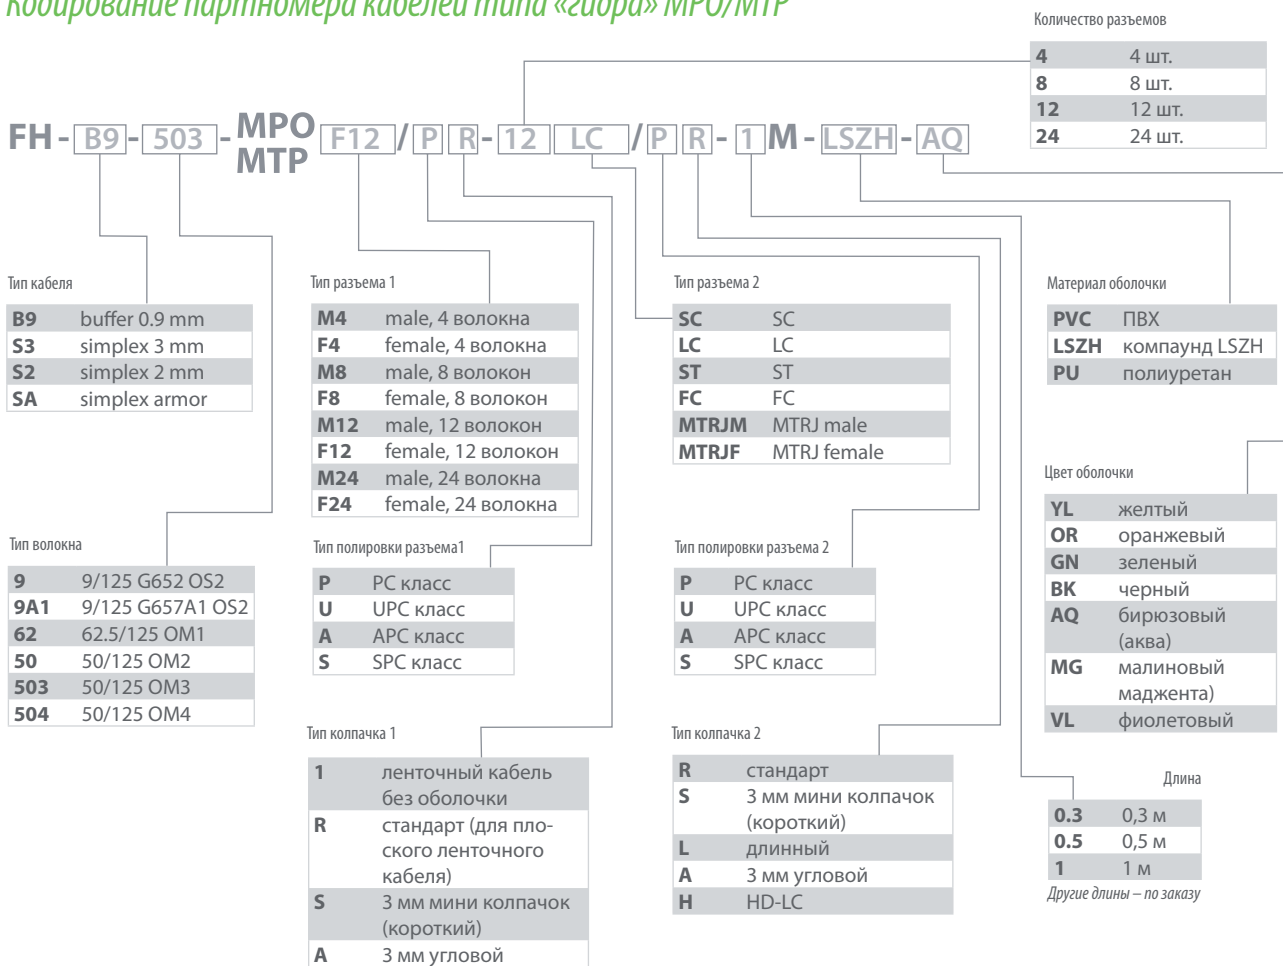 Кодирование партномера кабелей типа «гидра» MPO/MTP
Количество разъемов
4 4 шт.
8 8 шт.
12 12 шт.
24 24 шт.
FH - B9 - 503 - MPO MTP F12 / P R - 12 LC / P R - 1 M - LSZH - AQ
Тип кабеля
B9 buffer 0.9 mm
S3 simplex 3 mm
S2 simplex 2 mm
SA simplex armor
Тип волокна
9 9/125 G652 OS2
9A1 9/125 G657A1 OS2
62 62.5/125 OM1
50 50/125 OM2
503 50/125 OM3
504 50/125 OM4
Тип разъема 1
M4 male, 4 волокна
F4 female, 4 волокна
M8 male, 8 волокон
F8 female, 8 волокон
M12 male, 12 волокон
F12 female, 12 волокон
M24 male, 24 волокна
F24 female, 24 волокна
Тип полировки разъема1
P PC класс
U UPC класс
A APC класс
S SPC класс
Тип колпачка 1
1 ленточный кабель
без оболочки
R стандарт (для пло-
ского ленточного
кабеля)
S 3 мм мини колпачок
(короткий)
A 3 мм угловой
Тип разъема 2
SC SC
LC LC
ST ST
FC FC
MTRJM MTRJ male
MTRJF MTRJ female
Тип полировки разъема 2
P PC класс
U UPC класс
A APC класс
S SPC класс
Тип колпачка 2
R стандарт
S 3 мм мини колпачок
(короткий)
L длинный
A 3 мм угловой
H HD-LC
Материал оболочки
PVC ПВХ
LSZH компаунд LSZH
PU полиуретан
Цвет оболочки
YL желтый
OR оранжевый
GN зеленый
BK черный
AQ бирюзовый
(аква)
MG малиновый
маджента)
VL фиолетовый
Длина
0.3 0,3 м
0.5 0,5 м
1 1 м
Другие длины – по заказу